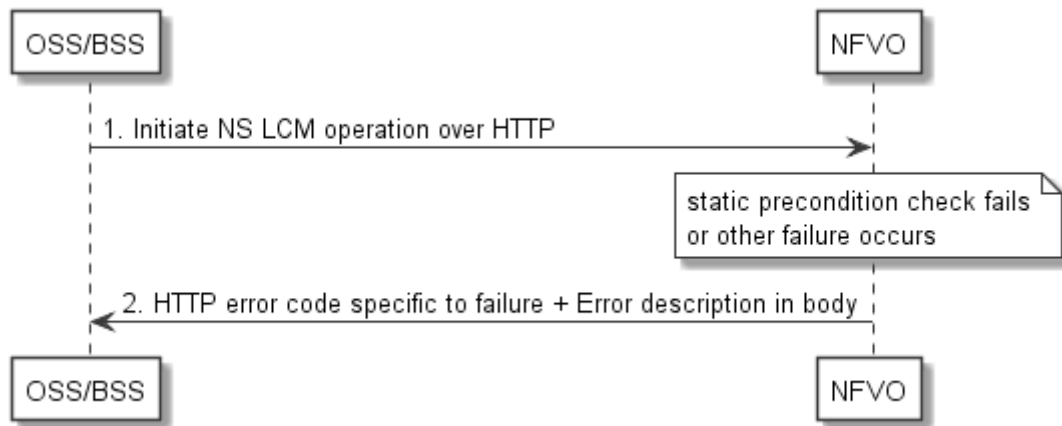 OSS/BSS
NFVO
1. Initiate NS LCM operation over HTTP
static precondition check fails
or other failure occurs
2. HTTP error code specific to failure + Error description in body
OSS/BSS
NFVO